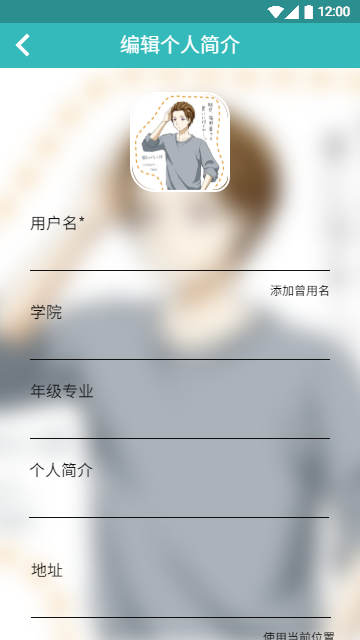 12:00
编辑个人简介
用户名*
添加曾用名
学院
年级专业
个人简介
地址
使用当前位置